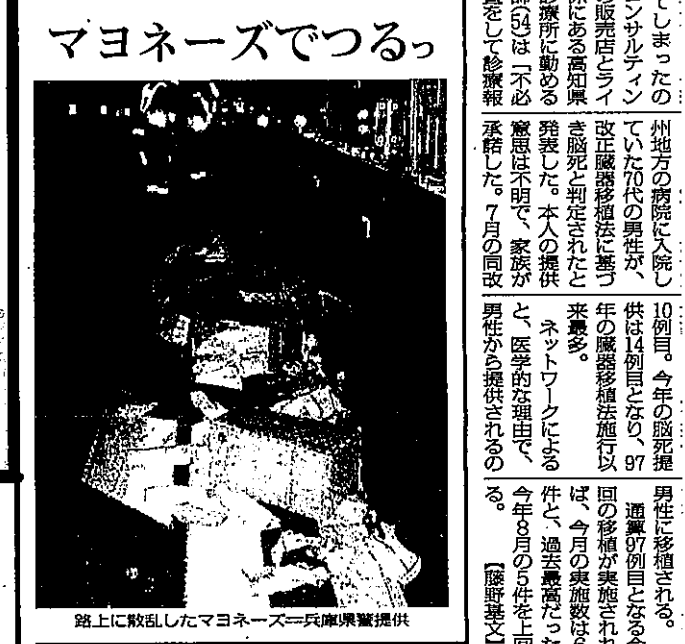 マヨネーズでつるっ
路上に散乱したマヨネーズ＝兵庫県警提供
てしまったの
ンサルティン
販売店とライ
係にある高知県
診療所に勤める
師(54)は「不必
査をして診療報
州地方の病院に入院し
ていた70代の男性が、
改正臓器移植法に基づ
き脳死と判定されたと
発表した。本人の提供
意思は不明で、家族が
承諾した。7月の同改
10例目。今年の脳死提
供は14例目となり、97
年の臓器移植法施行以
来最多。
ネットワークによる
と、医学的な理由で、
男性から提供されるの
男性に移植される。
通算97例目となる今
回の移植が実施されれ
ば、今月の実施数は6
件と、過去最高だった
今年8月の5件を上回
る。【藤野基文】